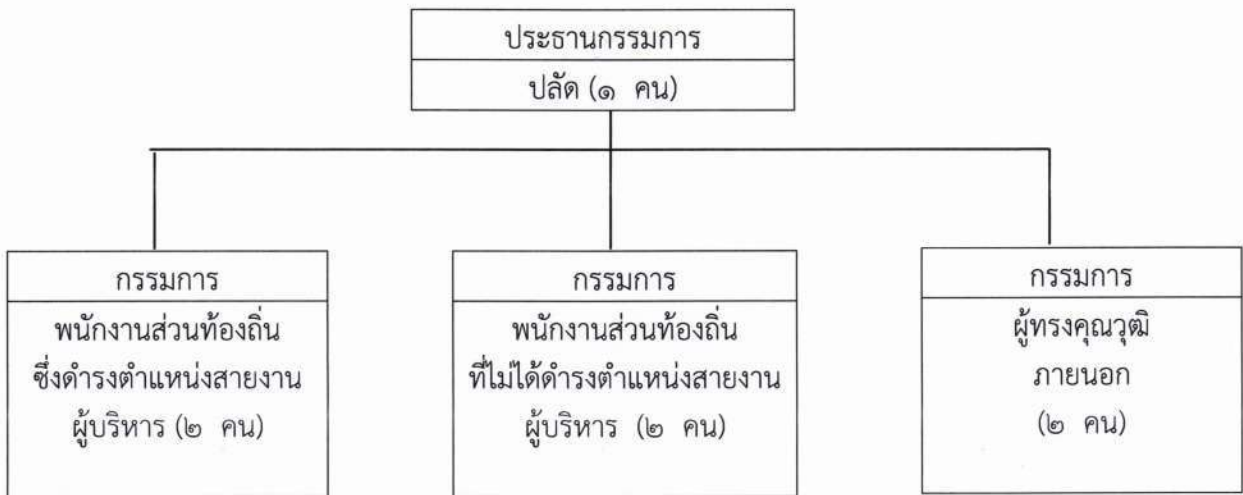 ประธานกรรมการ
ปลัด (๑ คน)
กรรมการ
พนักงานส่วนท้องถิ่น
ซึ่งดำรงตำแหน่งสายงาน
ผู้บริหาร (๒ คน)
กรรมการ
พนักงานส่วนท้องถิ่น
ที่ไม่ได้ดำรงตำแหน่งสายงาน
ผู้บริหาร (๒ คน)
กรรมการ
ผู้ทรงคุณวุฒิ
ภายนอก
(๒ คน)